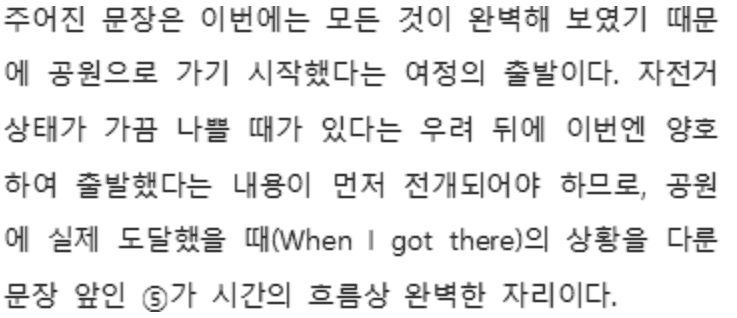 주어진 문장은 이번에는 모든 것이 완벽해 보였기 때문
에 공원으로 가기 시작했다는 여정의 출발이다. 자전거
상태가 가끔 나쁠 때가 있다는 우려 뒤에 이번엔 양호
하여 출발했다는 내용이 먼저 전개되어야 하므로, 공원
에 실제 도달했을 때(When I got there)의 상황을 다룬
문장 앞인 ⑤가 시간의 흐름상 완벽한 자리이다.